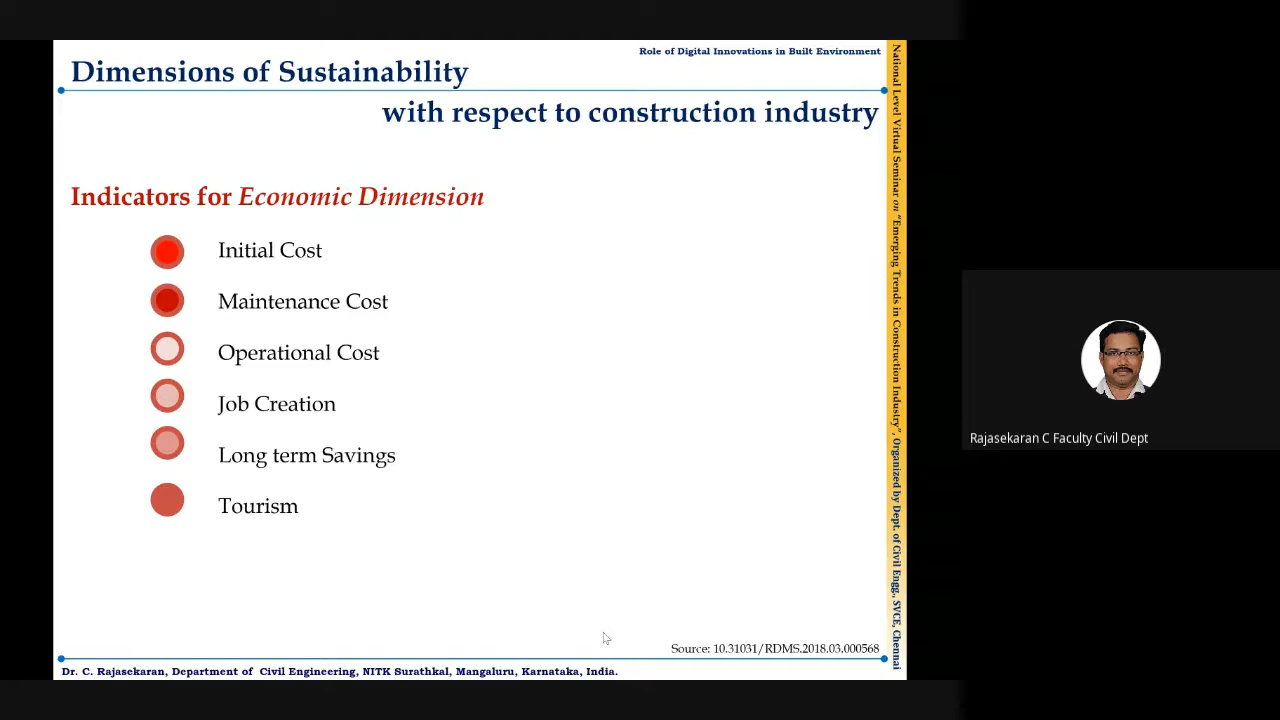 Role of Digital Innovations in Built Environment
Dimensions of Sustainability
with respect to construction industry
Indicators for Economic Dimension
Initial Cost
Maintenance Cost
Operational Cost
Job Creation
Long term Savings
Tourism
Source: 10.31031/RDMS.2018.03.000568
Dr. C. Rajasekaran, Department of Civil Engineering, NITK Surathkal, Mangaluru, Karnataka, India.
National Level Virtual Seminar on "Emerging Trends in Construction Industry", Organized by Dept. of Civil Engg., SVCE, Chennai
Rajasekaran C Faculty Civil Dept